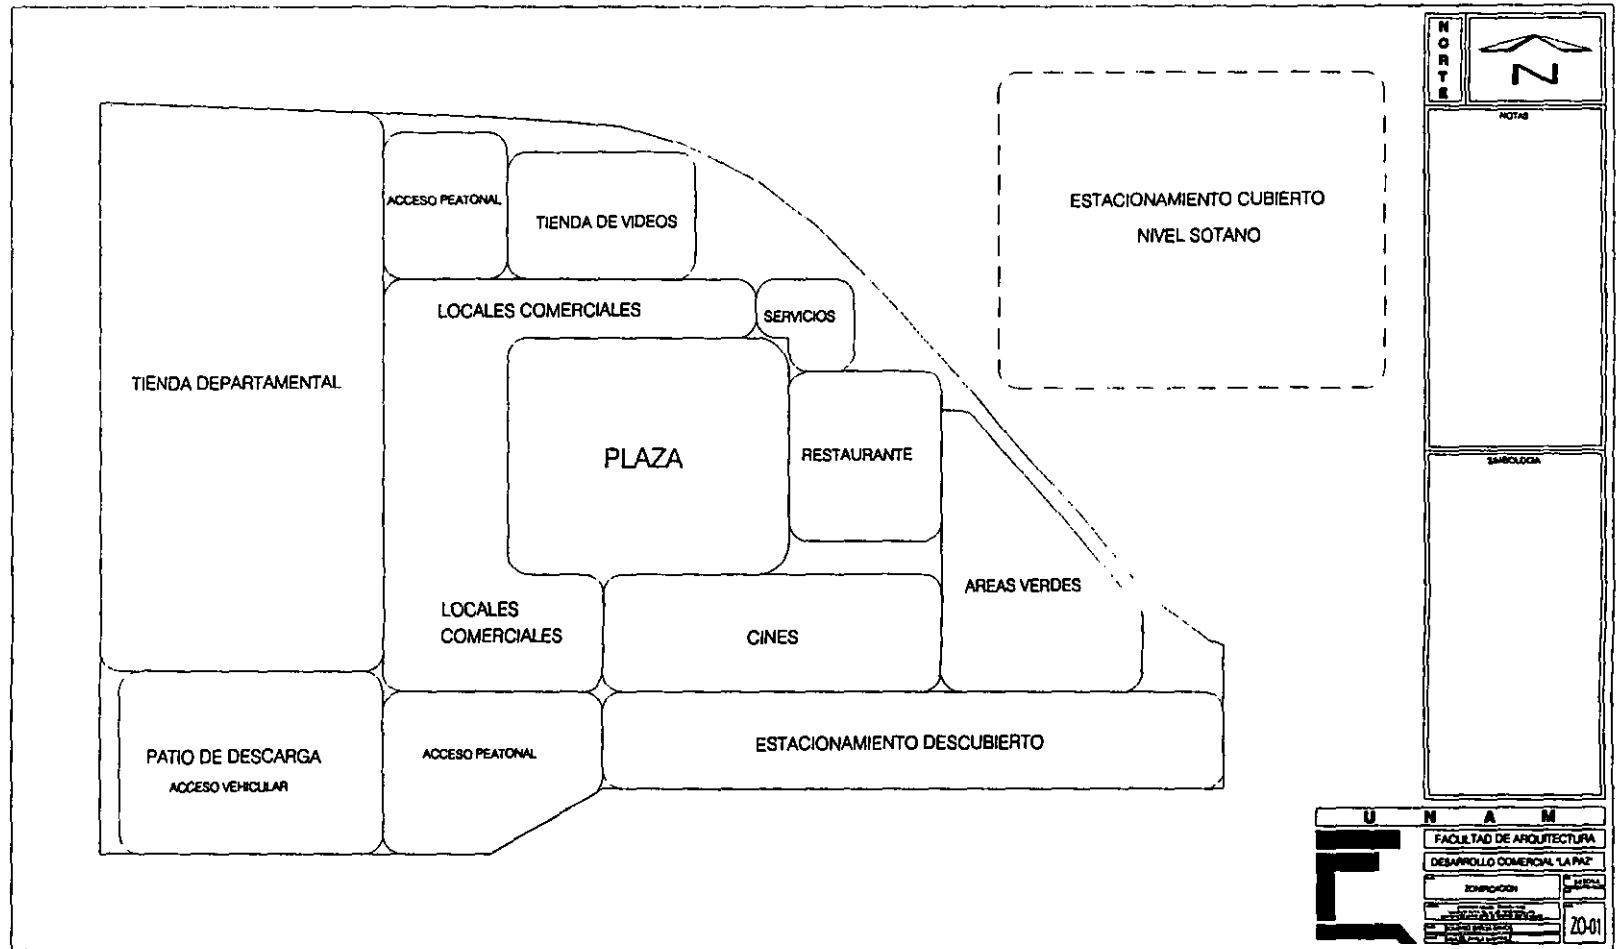 NORTE
N
NOTAS
ESTACIONAMIENTO CUBIERTO
NIVEL SOTANO
ACCESO PEATONAL
TIENDA DE VIDEOS
LOCALES COMERCIALES
SERVICIOS
TIENDA DEPARTAMENTAL
PLAZA
RESTAURANTE
SIMBOLOGIA
AREAS VERDES
LOCALES
COMERCIALES
CINES
PATIO DE DESCARGA
ACCESO VEHICULAR
ACCESO PEATONAL
ESTACIONAMIENTO DESCUBIERTO
U N A M
FACULTAD DE ARQUITECTURA
DESARROLLO COMERCIAL "LA PAZ"
ZONIFICACION
ZO-01